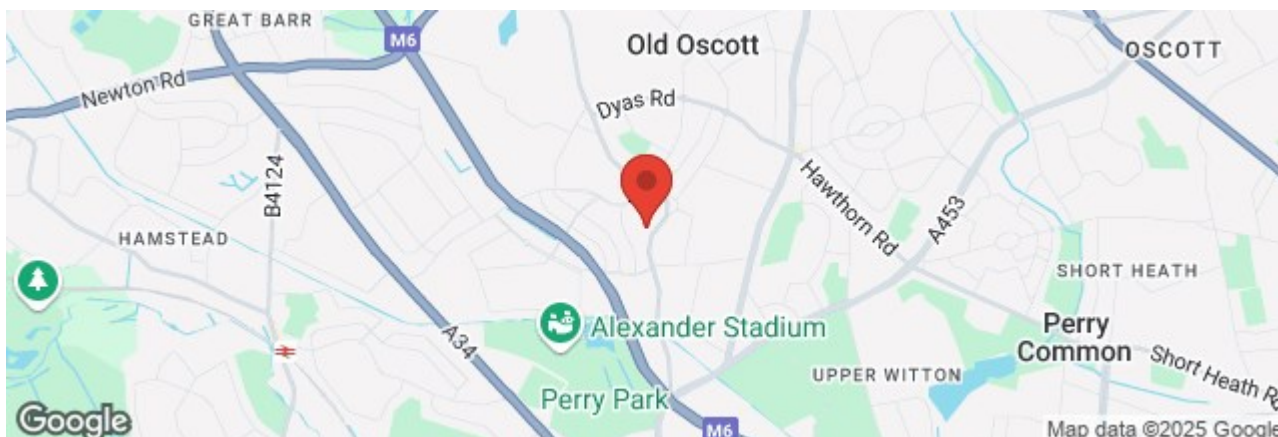 GREAT BARR
M6
Old Oscott
OSCOTT
Newton Rd
Dyas Rd
B4124
Hawthorn Rd
A453
HAMSTEAD
SHORT HEATH
Alexander Stadium
A34
Perry
Common
Short Heath Rd
UPPER WITTON
Perry Park
M6
Google
Map data ©2025 Google